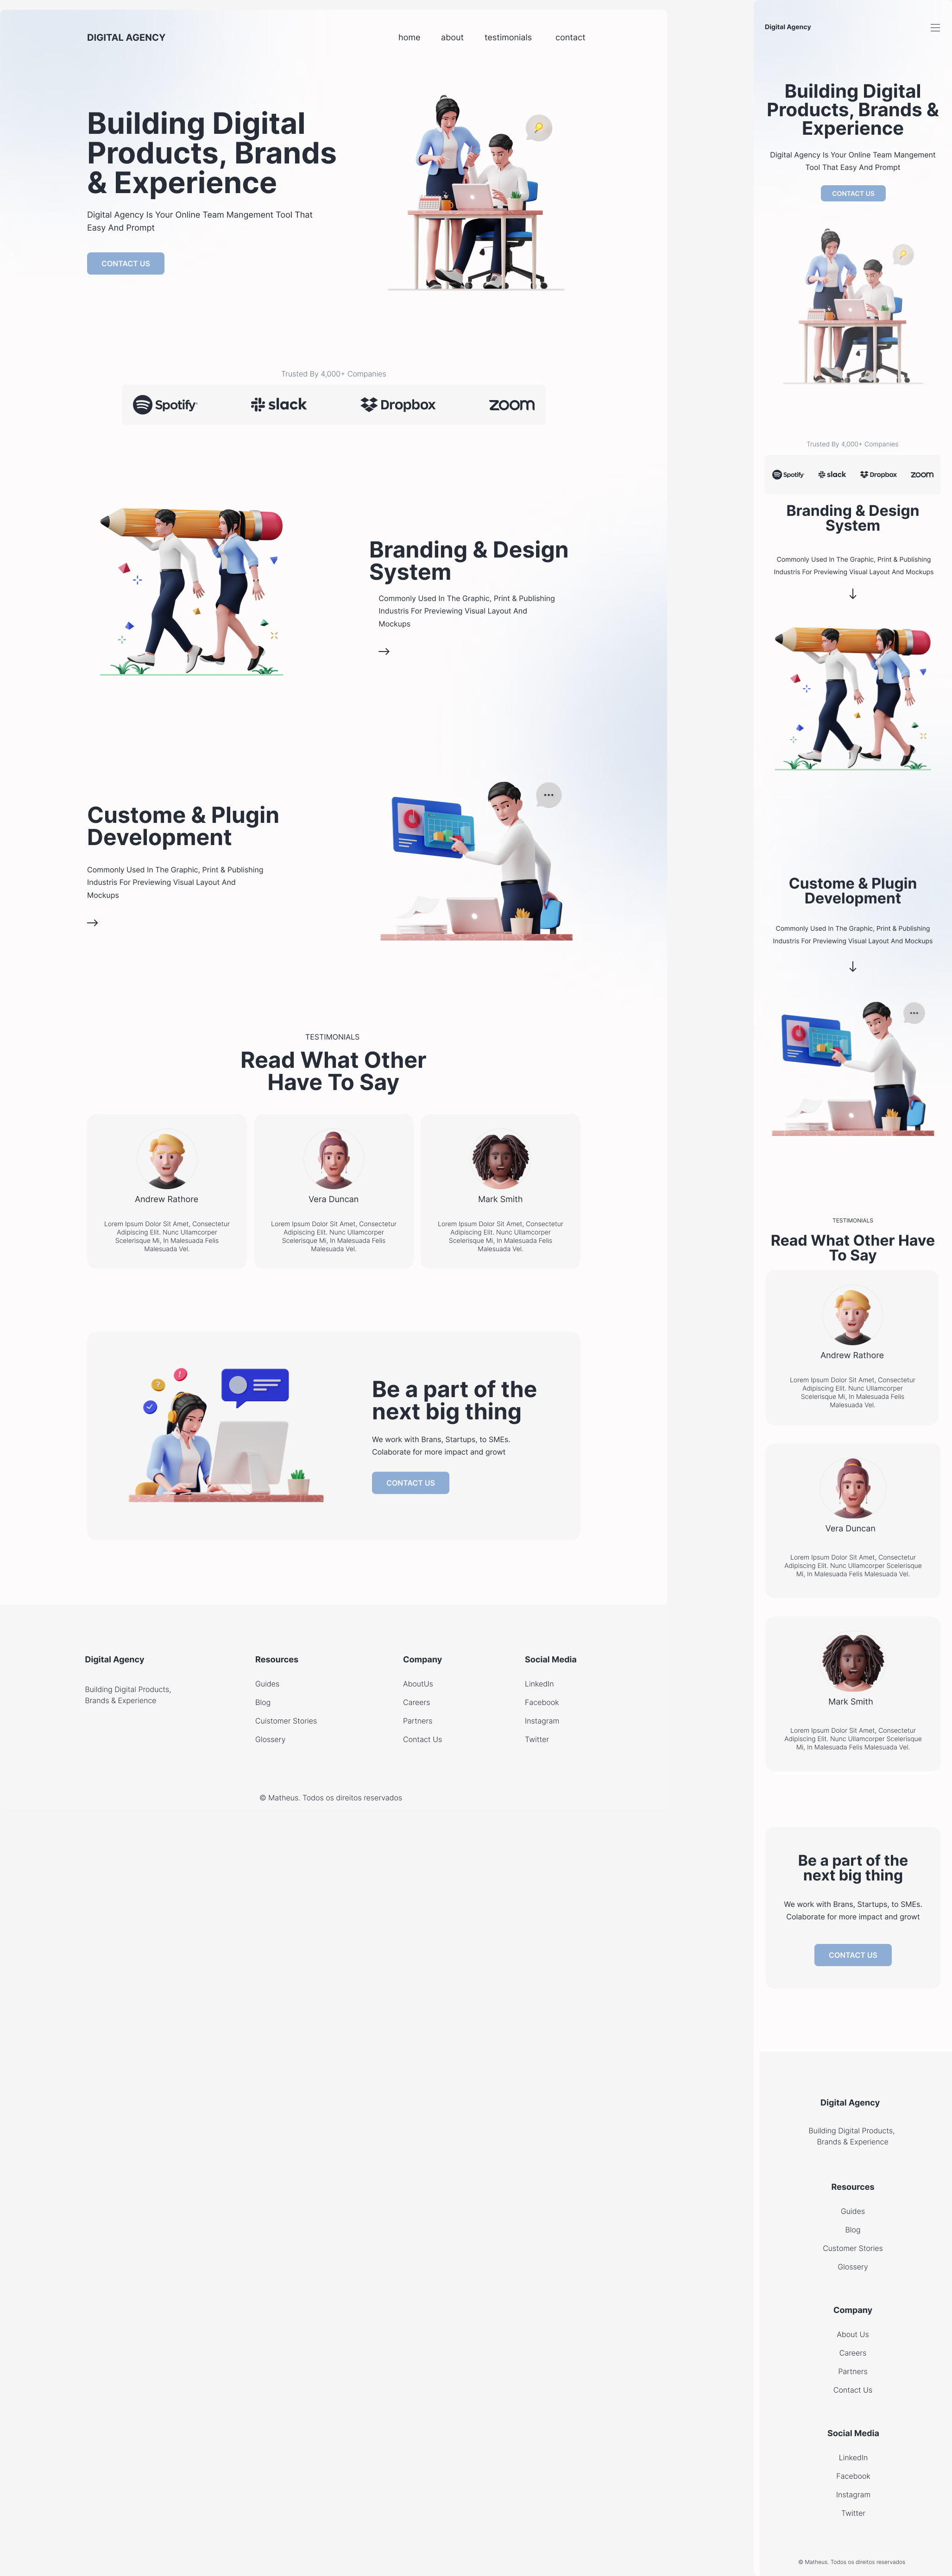 DIGITAL AGENCY
home about testimonials contact
Building Digital
Products, Brands
& Experience
Digital Agency Is Your Online Team Mangement Tool That
Easy And Prompt
CONTACT US
Trusted By 4,000+ Companies
Spotify slack Dropbox zoom
Branding & Design
System
Commonly Used In The Graphic, Print & Publishing
Industris For Previewing Visual Layout And
Mockups
Custome & Plugin
Development
Commonly Used In The Graphic, Print & Publishing
Industris For Previewing Visual Layout And
Mockups
TESTIMONIALS
Read What Other
Have To Say
Andrew Rathore
Lorem Ipsum Dolor Sit Amet, Consectetur
Adipiscing Elit. Nunc Ullamcorper
Scelerisque Mi, In Malesuada Felis
Malesuada Vel.
Vera Duncan
Lorem Ipsum Dolor Sit Amet, Consectetur
Adipiscing Elit. Nunc Ullamcorper
Scelerisque Mi, In Malesuada Felis
Malesuada Vel.
Mark Smith
Lorem Ipsum Dolor Sit Amet, Consectetur
Adipiscing Elit. Nunc Ullamcorper
Scelerisque Mi, In Malesuada Felis
Malesuada Vel.
Be a part of the
next big thing
We work with Brans, Startups, to SMEs.
Colaborate for more impact and growt
CONTACT US
Digital Agency
Building Digital Products,
Brands & Experience
Resources
Guides
Blog
Cuistomer Stories
Glossery
Company
AboutUs
Careers
Partners
Contact Us
Social Media
LinkedIn
Facebook
Instagram
Twitter
© Matheus. Todos os direitos reservados
Digital Agency
Building Digital
Products, Brands &
Experience
Digital Agency Is Your Online Team Mangement
Tool That Easy And Prompt
CONTACT US
Trusted By 4,000+ Companies
Spotify slack Dropbox zoom
Branding & Design
System
Commonly Used In The Graphic, Print & Publishing
Industris For Previewing Visual Layout And Mockups
Custome & Plugin
Development
Commonly Used In The Graphic, Print & Publishing
Industris For Previewing Visual Layout And Mockups
TESTIMONIALS
Read What Other Have
To Say
Andrew Rathore
Lorem Ipsum Dolor Sit Amet, Consectetur
Adipiscing Elit. Nunc Ullamcorper
Scelerisque Mi, In Malesuada Felis
Malesuada Vel.
Vera Duncan
Lorem Ipsum Dolor Sit Amet, Consectetur
Adipiscing Elit. Nunc Ullamcorper Scelerisque
Mi, In Malesuada Felis Malesuada Vel.
Mark Smith
Lorem Ipsum Dolor Sit Amet, Consectetur
Adipiscing Elit. Nunc Ullamcorper Scelerisque
Mi, In Malesuada Felis Malesuada Vel.
Be a part of the
next big thing
We work with Brans, Startups, to SMEs.
Colaborate for more impact and growt
CONTACT US
Digital Agency
Building Digital Products,
Brands & Experience
Resources
Guides
Blog
Customer Stories
Glossery
Company
About Us
Careers
Partners
Contact Us
Social Media
LinkedIn
Facebook
Instagram
Twitter
© Matheus. Todos os direitos reservados